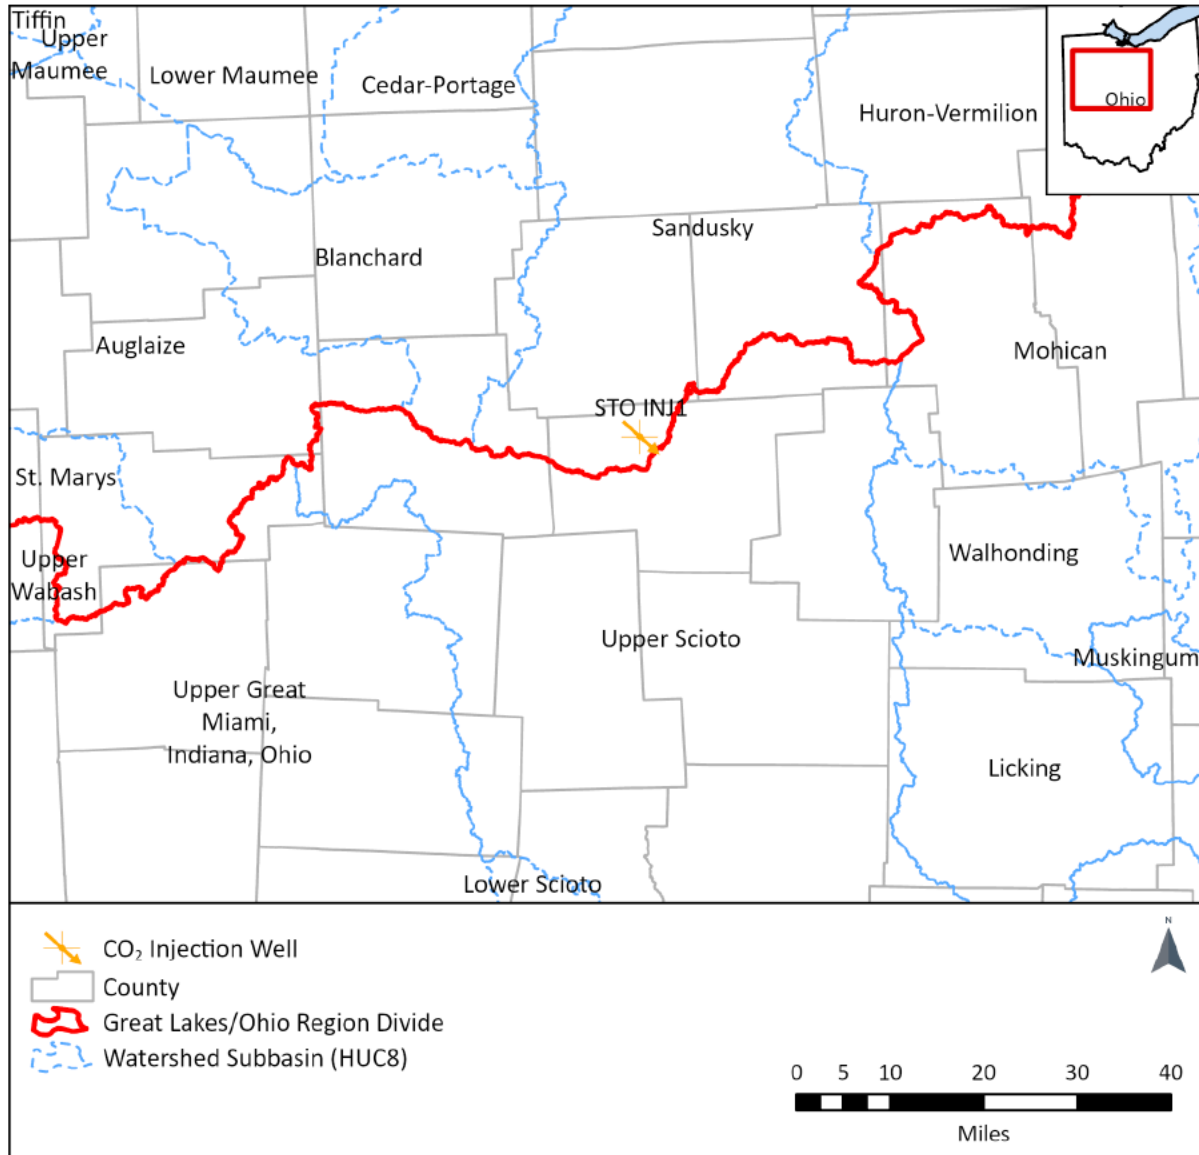 Tiffin
Upper
Maumee
Lower Maumee
Cedar-Portage
Huron-Vermilion
Ohio
Sandusky
Blanchard
Auglaize
Mohican
STO INJ1
St. Marys
Upper
Wabash
Walhonding
Upper Scioto
Muskingum
Upper Great
Miami,
Indiana, Ohio
Licking
Lower Scioto
N
CO₂ Injection Well
County
Great Lakes/Ohio Region Divide
Watershed Subbasin (HUC8)
0 5 10 20 30 40
Miles